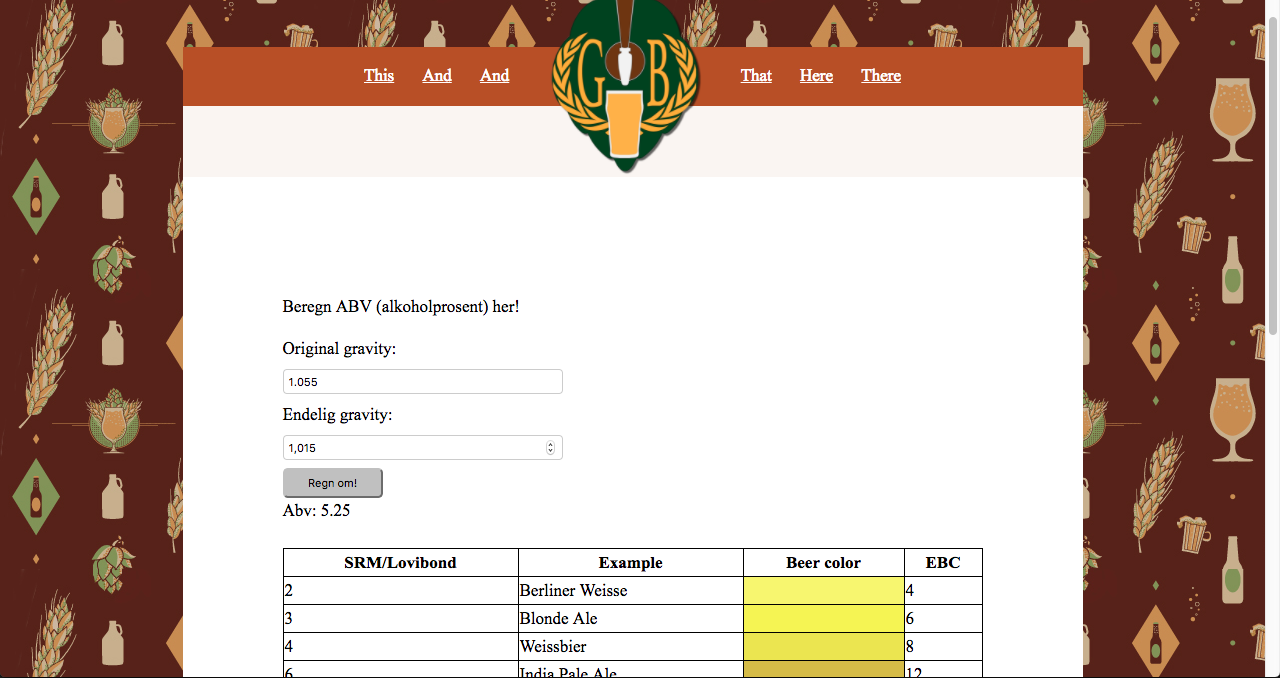 This And And That Here There
G B
Beregn ABV (alkoholprosent) her!
Original gravity:
1.055
Endelig gravity:
1,015
Regn om!
Abv: 5.25
SRM/Lovibond Example Beer color EBC
2 Berliner Weisse 4
3 Blonde Ale 6
4 Weissbier 8
6 India Pale Ale 12